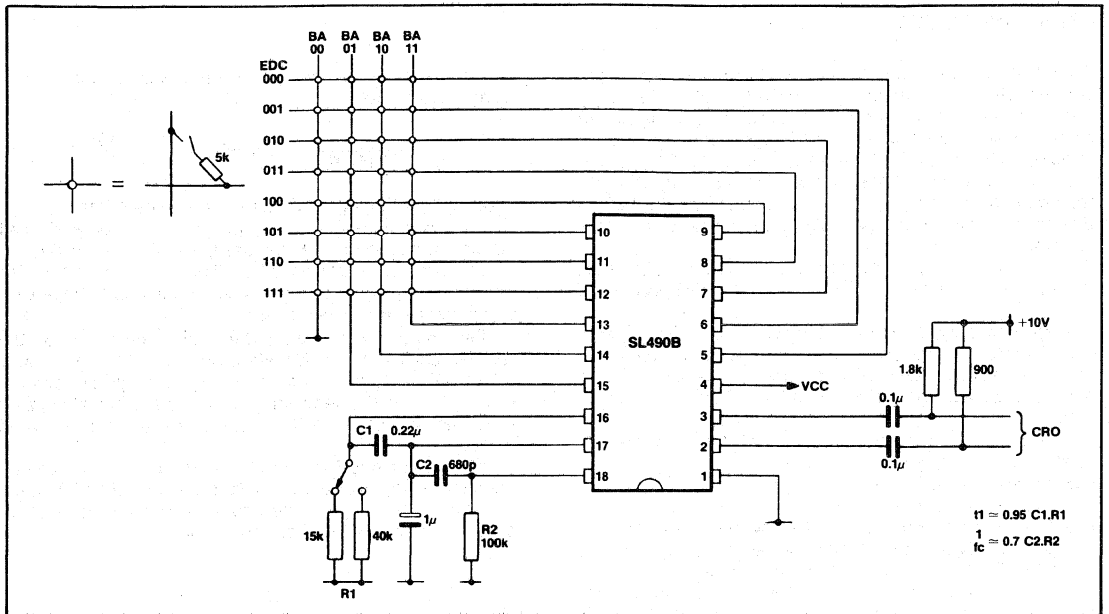 BA BA BA BA
00 01 10 11
EDC
000
001
010
011
100
101
110
111
5k
=
10 9
11 8
12 7
13 6
14 5
15 4
16 3
17 2
18 1
SL490B
VCC
+10V
1.8k 900
0.1μ
0.1μ
CRO
C1 0.22μ
C2 680p
15k 40k
R1
1μ
R2
100k
t1 ≃ 0.95 C1.R1
1
fc ≃ 0.7 C2.R2